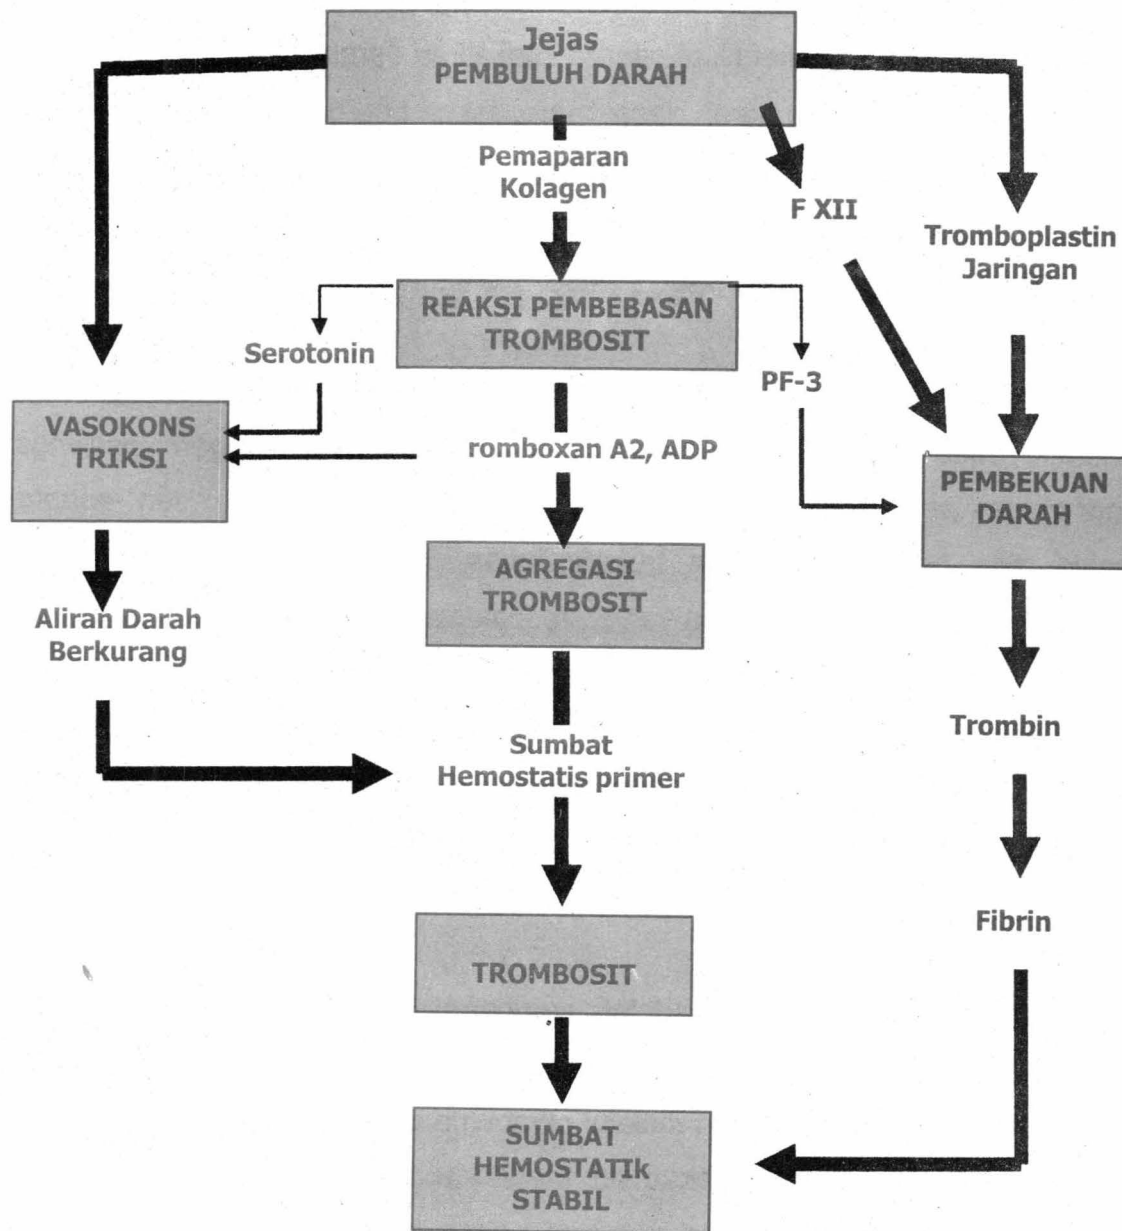 Jejas
PEMBULUH DARAH
Pemaparan
Kolagen
F XII
Tromboplastin
Jaringan
REAKSI PEMBEBASAN
TROMBOSIT
Serotonin
PF-3
VASOKONS
TRIKSI
romboxan A2, ADP
PEMBEKUAN
DARAH
AGREGASI
TROMBOSIT
Aliran Darah
Berkurang
Sumbat
Hemostatis primer
Trombin
Fibrin
TROMBOSIT
SUMBAT
HEMOSTATIk
STABIL